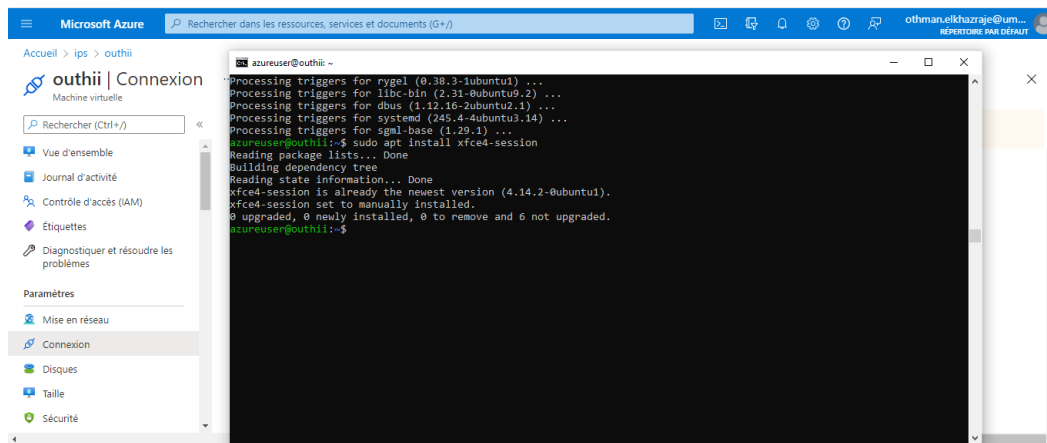 Microsoft Azure
Rechercher dans les ressources, services et documents (G+/)
othman.elkhazraje@um...
RÉPERTOIRE PAR DÉFAUT
Accueil > ips > outhii
outhii | Connexion
Machine virtuelle
Rechercher (Ctrl+/)
Vue d'ensemble
Journal d'activité
Contrôle d'accès (IAM)
Étiquettes
Diagnostiquer et résoudre les
problèmes
Paramètres
Mise en réseau
Connexion
Disques
Taille
Sécurité
azureuser@outhii: ~
Processing triggers for rygel (0.38.3-1ubuntu1) ...
Processing triggers for libc-bin (2.31-0ubuntu9.2) ...
Processing triggers for dbus (1.12.16-2ubuntu2.1) ...
Processing triggers for systemd (245.4-4ubuntu3.14) ...
Processing triggers for sgml-base (1.29.1) ...
azureuser@outhii:~$ sudo apt install xfce4-session
Reading package lists... Done
Building dependency tree
Reading state information... Done
xfce4-session is already the newest version (4.14.2-0ubuntu1).
xfce4-session set to manually installed.
0 upgraded, 0 newly installed, 0 to remove and 6 not upgraded.
azureuser@outhii:~$